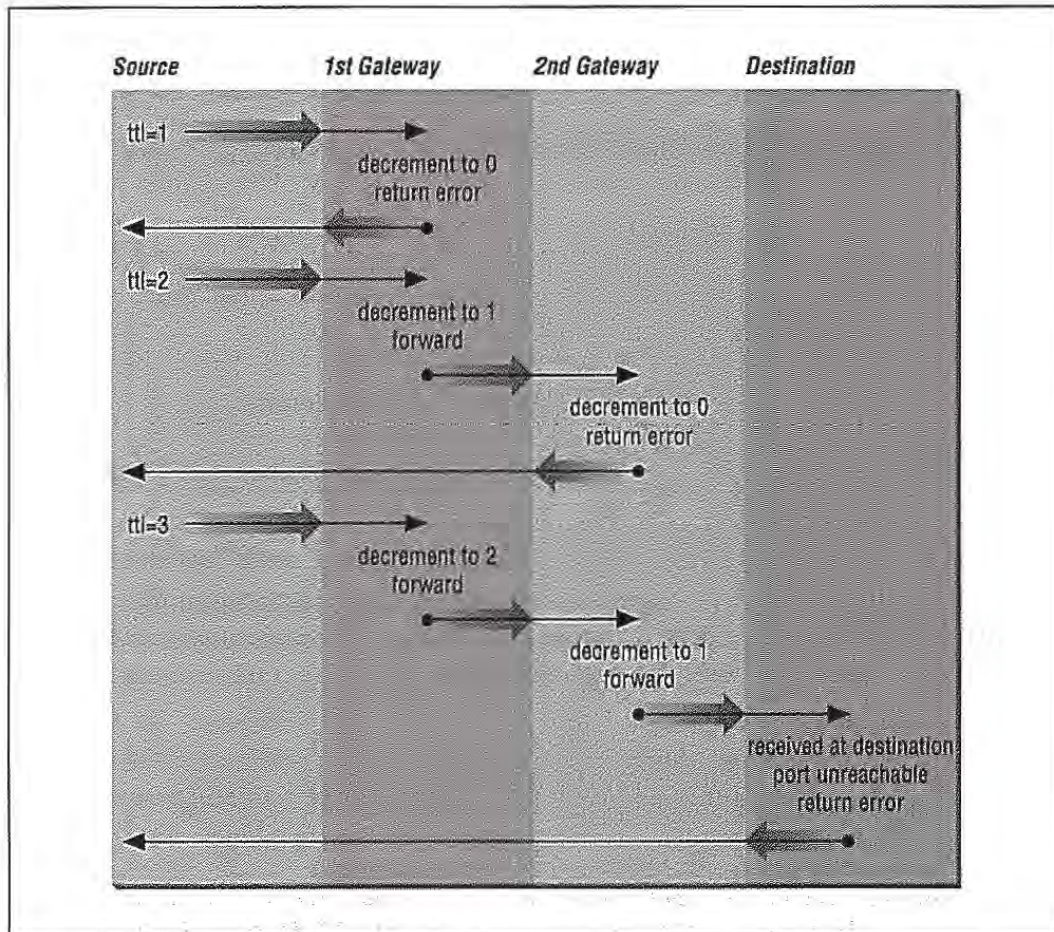 Source 1st Gateway 2nd Gateway Destination
ttl=1
decrement to 0
return error
ttl=2
decrement to 1
forward
decrement to 0
return error
ttl=3
decrement to 2
forward
decrement to 1
forward
received at destination
port unreachable
return error